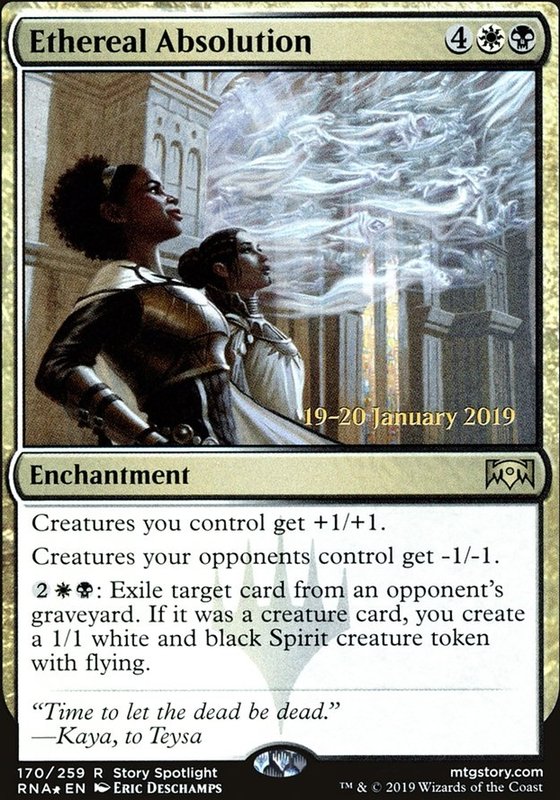 Ethereal Absolution 4
19–20 January 2019
Enchantment
Creatures you control get +1/+1.
Creatures your opponents control get -1/-1.
2: Exile target card from an opponent's
graveyard. If it was a creature card, you create
a 1/1 white and black Spirit creature token
with flying.
“Time to let the dead be dead.”
—Kaya, to Teysa
170/259 R Story Spotlight mtgstory.com
RNA★EN Eric Deschamps ™ & © 2019 Wizards of the Coast